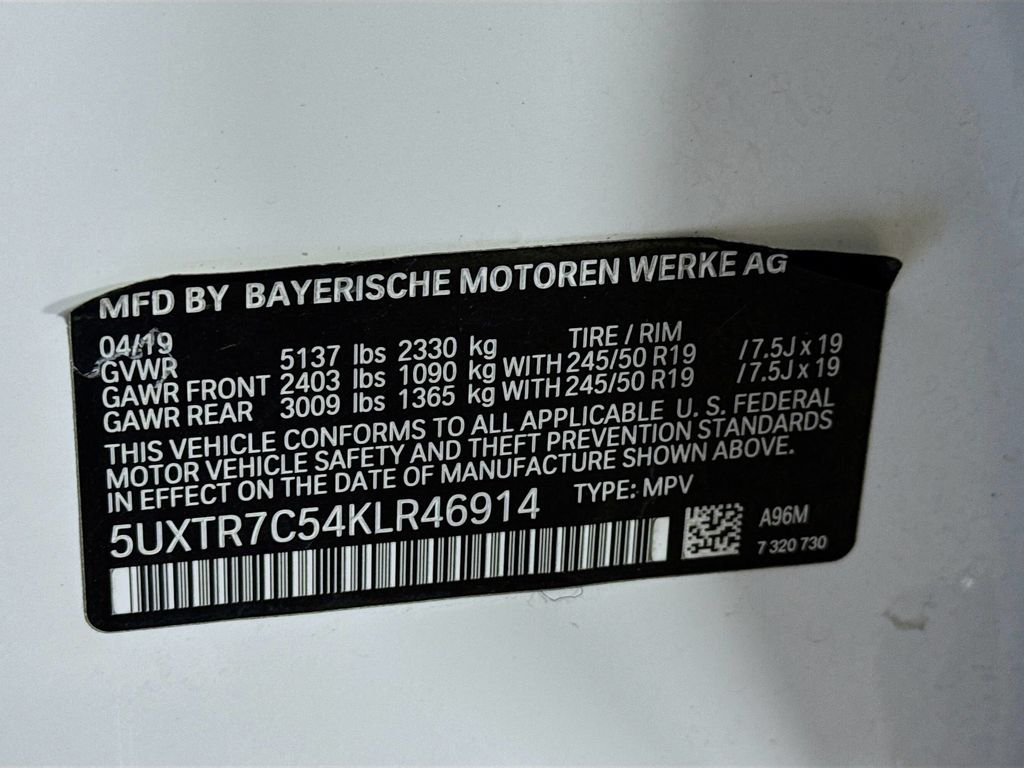 MFD BY BAYERISCHE MOTOREN WERKE AG
04/19 TIRE / RIM
GVWR 5137 lbs 2330 kg
GAWR FRONT 2403 lbs 1090 kg WITH 245/50 R19 /7.5J x 19
GAWR REAR 3009 lbs 1365 kg WITH 245/50 R19 /7.5J x 19
THIS VEHICLE CONFORMS TO ALL APPLICABLE U. S. FEDERAL
MOTOR VEHICLE SAFETY AND THEFT PREVENTION STANDARDS
IN EFFECT ON THE DATE OF MANUFACTURE SHOWN ABOVE.
5UXTR7C54KLR46914 TYPE: MPV
A96M
7 320 730